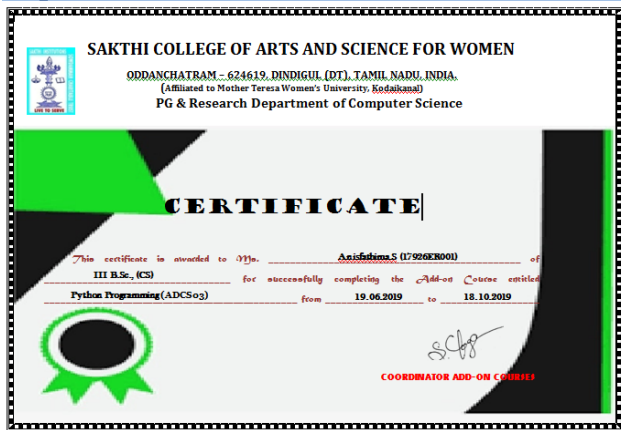 SAKTHI COLLEGE OF ARTS AND SCIENCE FOR WOMEN
ODDANCHATRAM – 624619, DINDIGUL (DT), TAMIL NADU, INDIA.
(Affiliated to Mother Teresa Women's University, Kodaikanal)
PG & Research Department of Computer Science
CERTIFICATE
This certificate is awarded to Ms. Anisfathima.S (17926ER001) of
III B.Sc., (CS) for successfully completing the Add-on Course entitled
Python Programming (ADCS03) from 19.06.2019 to 18.10.2019
COORDINATOR ADD-ON COURSES